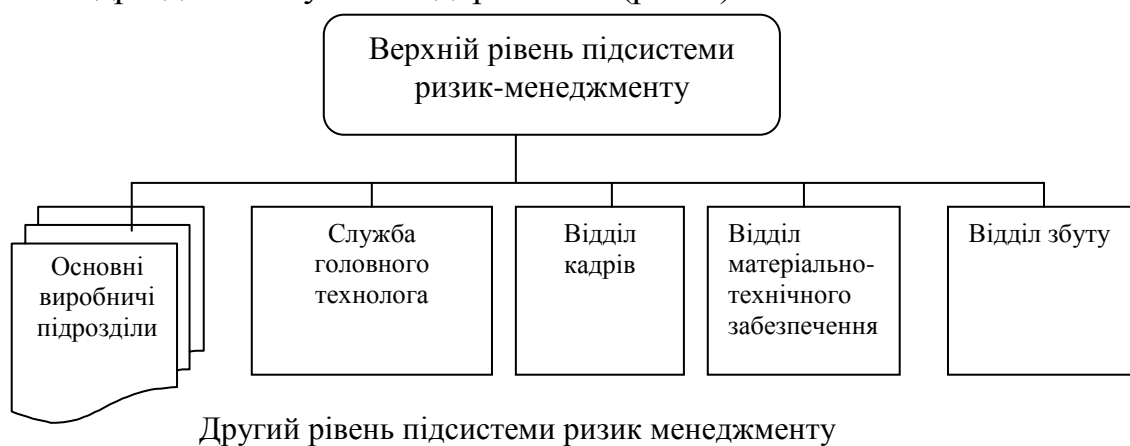 Верхній рівень підсистеми
ризик-менеджменту
Основні
виробничі
підрозділи
Служба
головного
технолога
Відділ
кадрів
Відділ
матеріально-
технічного
забезпечення
Відділ збуту
Другий рівень підсистеми ризик менеджменту